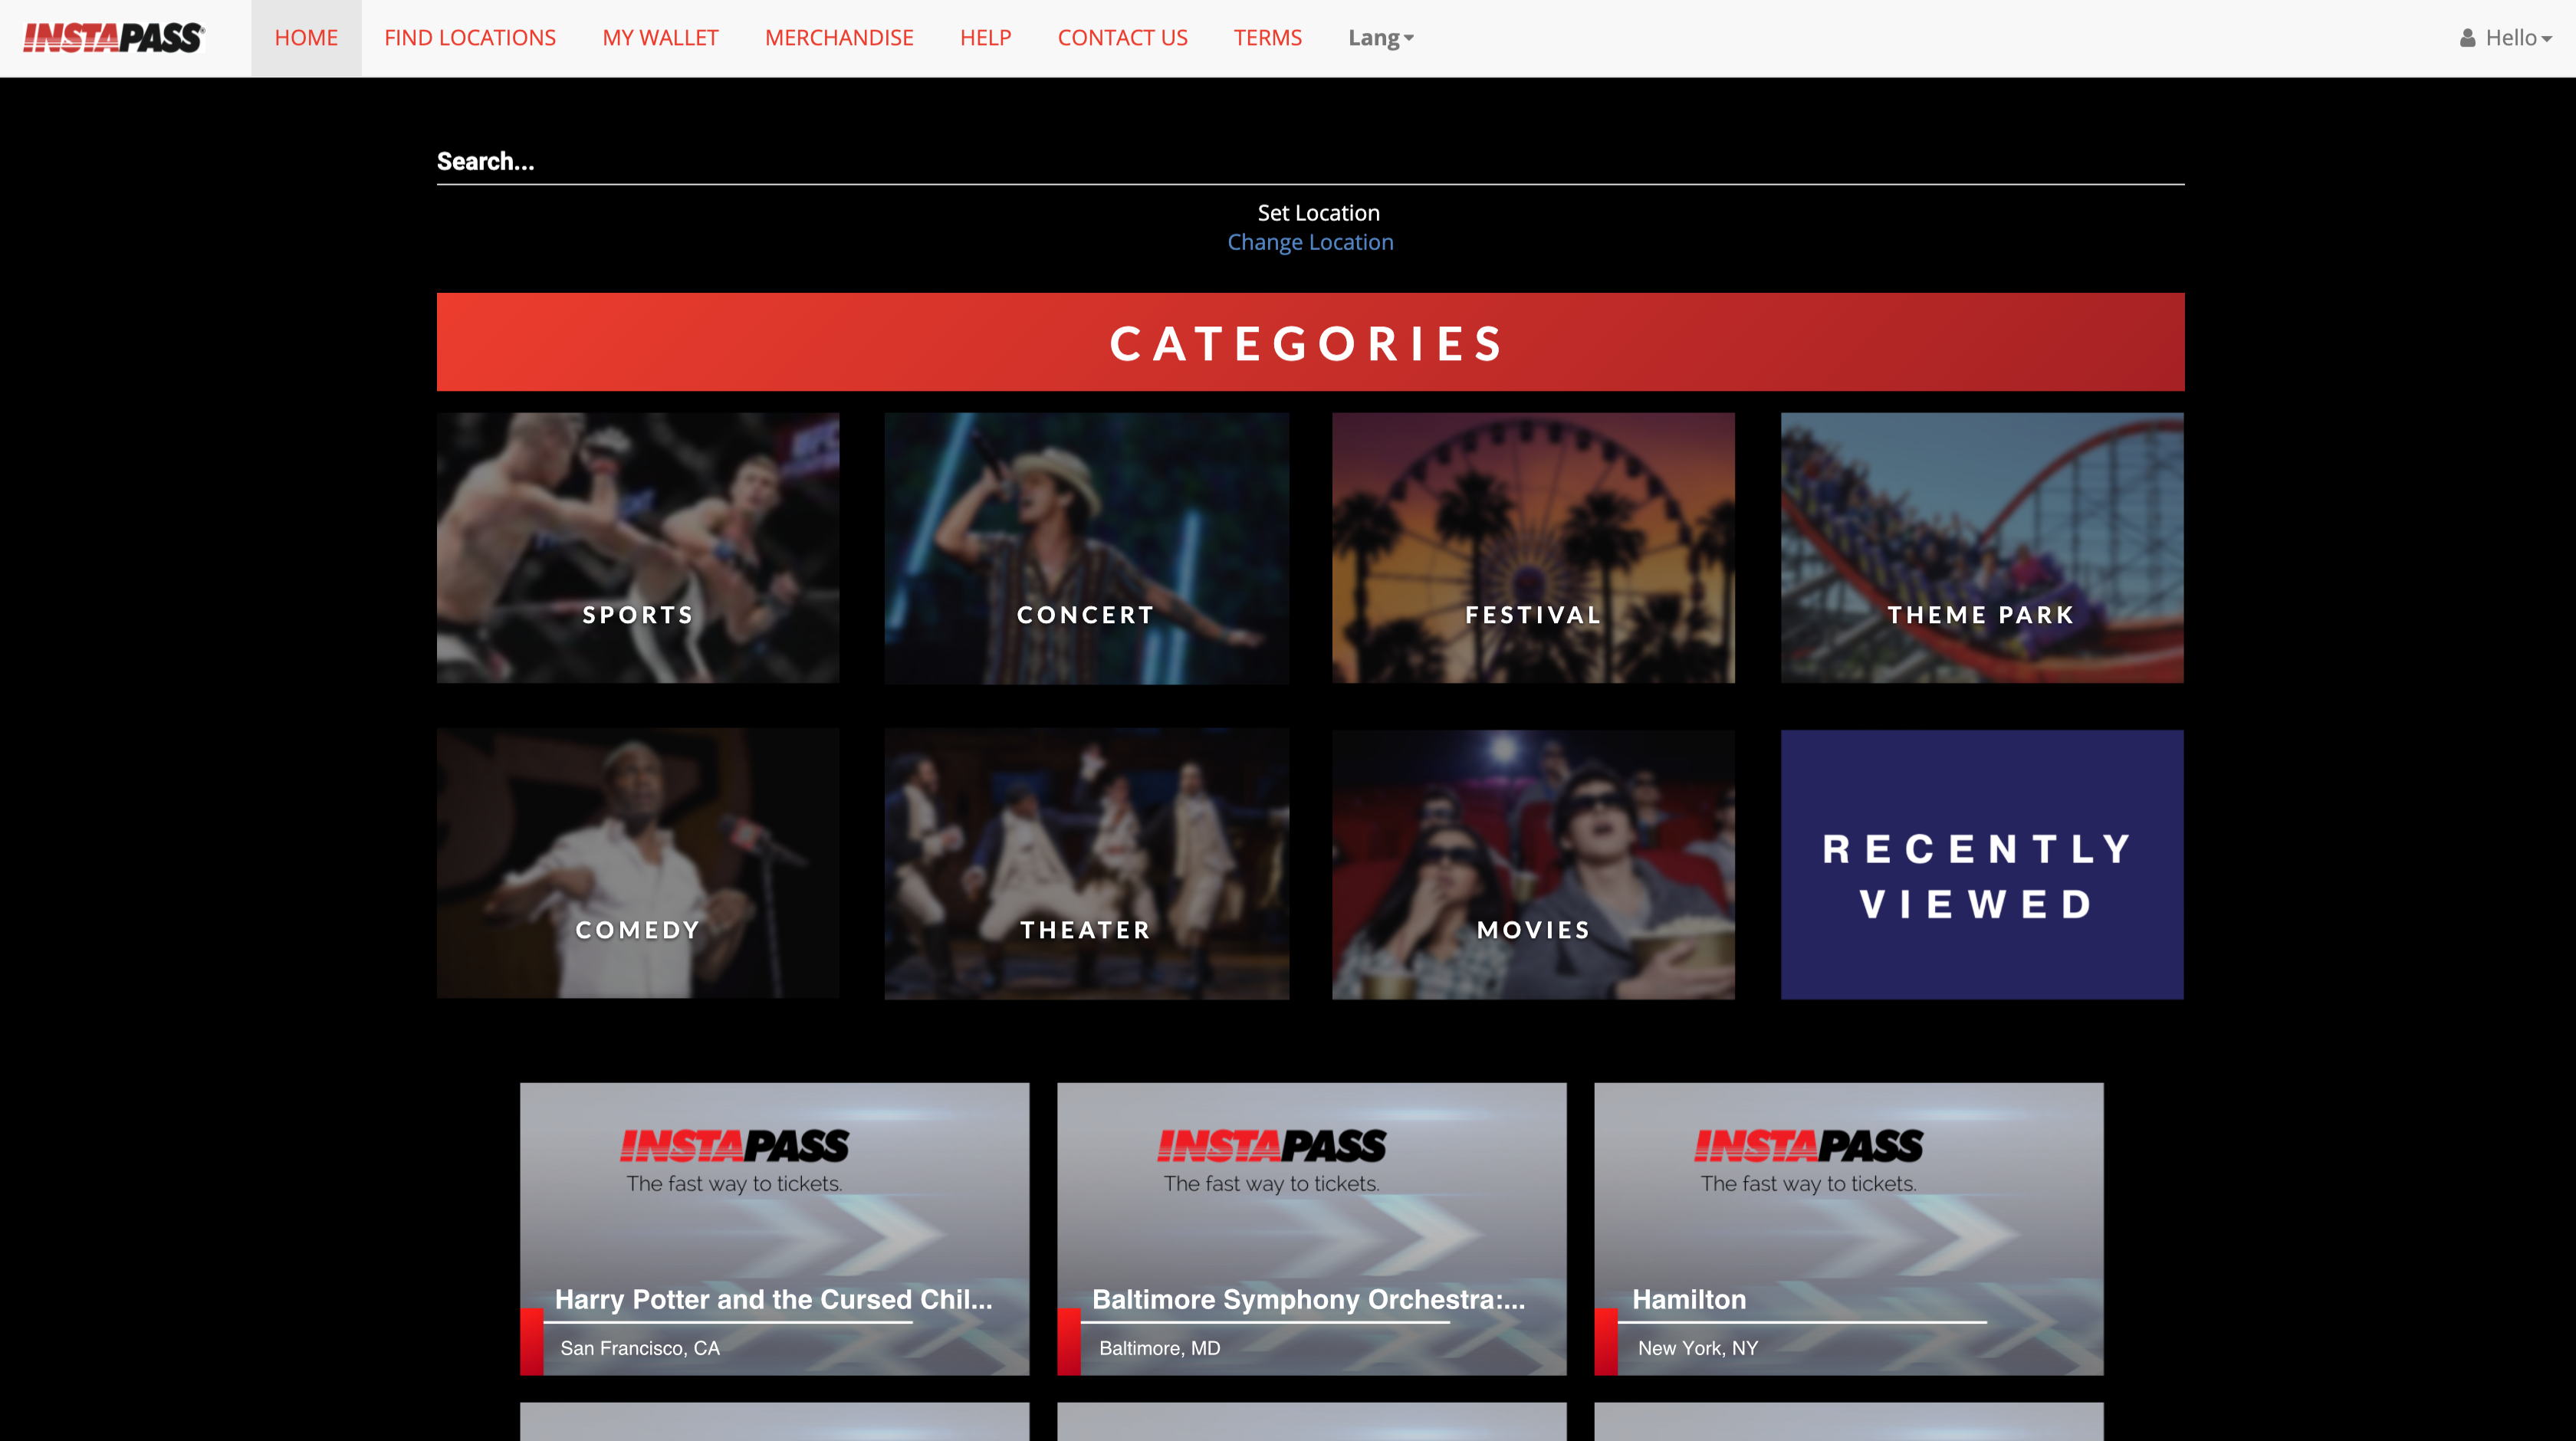 INSTAPASS®
HOME
FIND LOCATIONS
MY WALLET
MERCHANDISE
HELP
CONTACT US
TERMS
Lang
Hello
Search...
Set Location
Change Location
CATEGORIES
SPORTS
CONCERT
FESTIVAL
THEME PARK
COMEDY
THEATER
MOVIES
RECENTLY
VIEWED
INSTAPASS
The fast way to tickets.
Harry Potter and the Cursed Chil...
San Francisco, CA
INSTAPASS
The fast way to tickets.
Baltimore Symphony Orchestra:...
Baltimore, MD
INSTAPASS
The fast way to tickets.
Hamilton
New York, NY